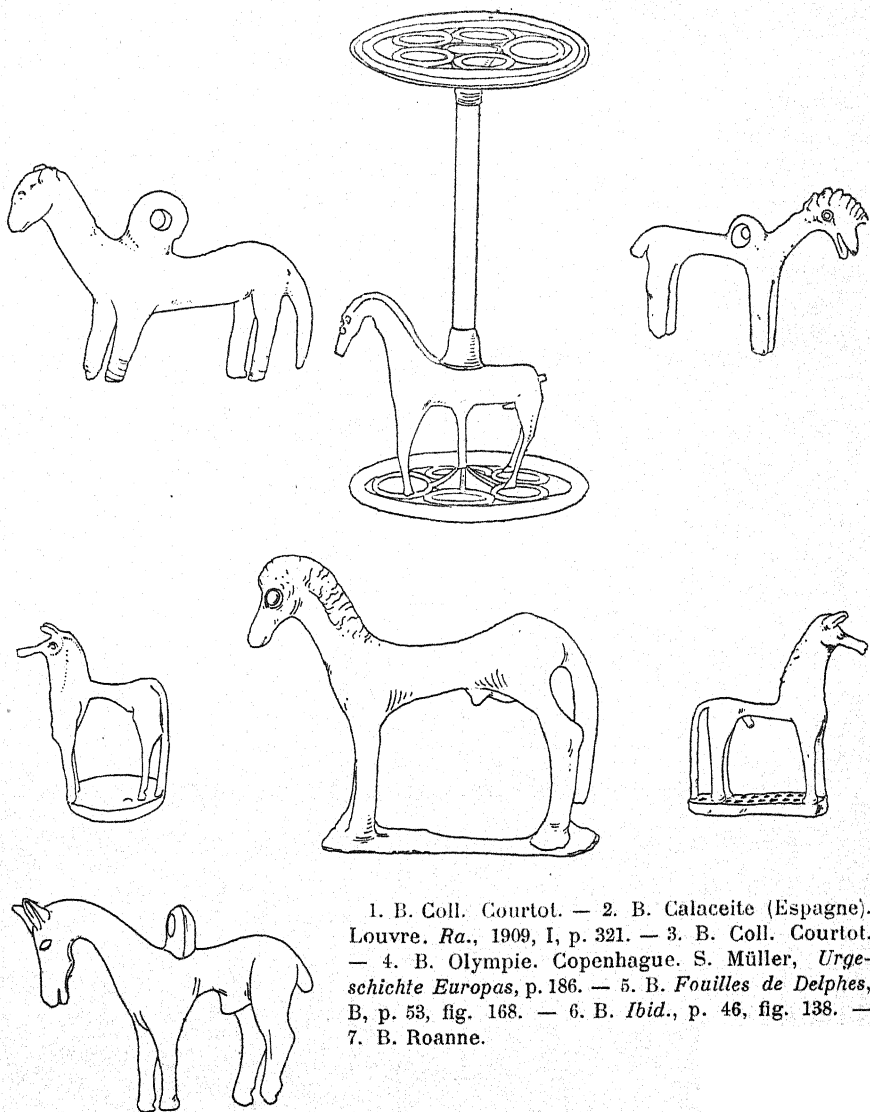 1. B. Coll. Courtot. — 2. B. Calaceite (Espagne).
Louvre. Ra., 1909, I, p. 321. — 3. B. Coll. Courtot.
— 4. B. Olympie. Copenhague. S. Müller, Urge-
schichte Europas, p. 186. — 5. B. Fouilles de Delphes,
B, p. 53, fig. 168. — 6. B. Ibid., p. 46, fig. 138. —
7. B. Roanne.